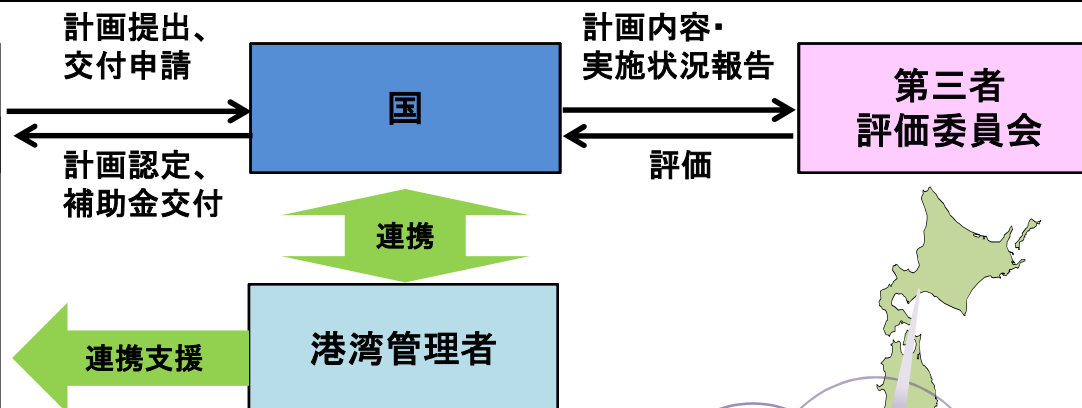 計画提出、
交付申請
計画認定、
補助金交付
国
計画内容・
実施状況報告
評価
第三者
評価委員会
連携
港湾管理者
連携支援